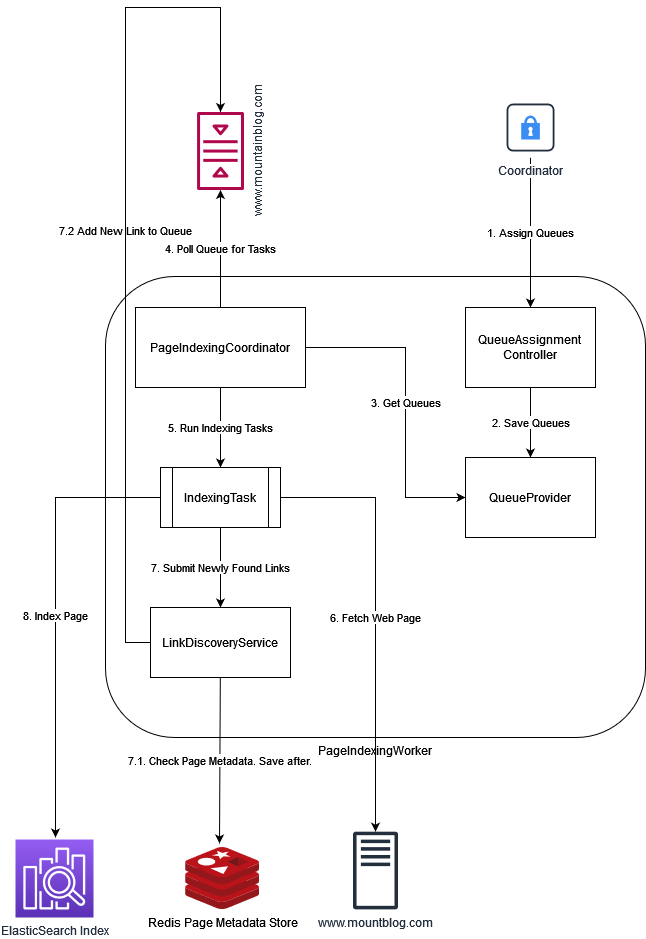 www.mountainblog.com
Coordinator
7.2 Add New Link to Queue
1. Assign Queues
4. Poll Queue for Tasks
PageIndexingCoordinator
QueueAssignment
Controller
3. Get Queues
2. Save Queues
5. Run Indexing Tasks
IndexingTask
QueueProvider
7. Submit Newly Found Links
8. Index Page
6. Fetch Web Page
LinkDiscoveryService
PageIndexingWorker
7.1. Check Page Metadata. Save after.
ElasticSearch Index
Redis Page Metadata Store
www.mountblog.com